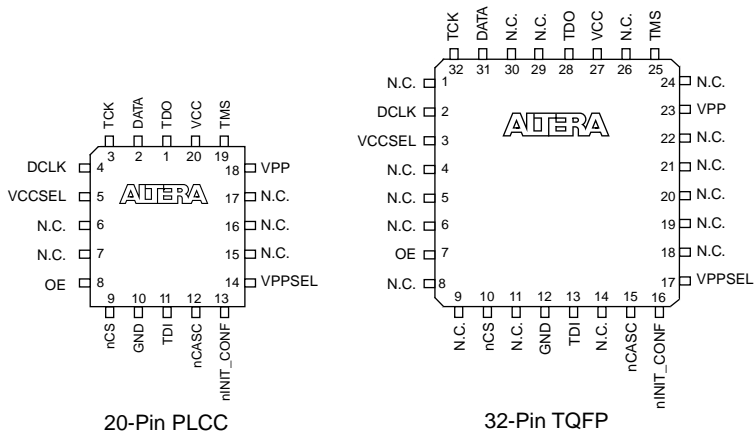 TCK DATA TDO VCC TMS
3 2 1 20 19
DCLK 4 18 VPP
VCCSEL 5 ALTERA 17 N.C.
N.C. 6 16 N.C.
N.C. 7 15 N.C.
OE 8 14 VPPSEL
9 10 11 12 13
nCS GND TDI nCASC nINIT_CONF
20-Pin PLCC
TCK DATA N.C. N.C. TDO VCC N.C. TMS
32 31 30 29 28 27 26 25
N.C. 1 24 N.C.
DCLK 2 ALTERA 23 VPP
VCCSEL 3 22 N.C.
N.C. 4 21 N.C.
N.C. 5 20 N.C.
N.C. 6 19 N.C.
OE 7 18 N.C.
N.C. 8 17 VPPSEL
9 10 11 12 13 14 15 16
N.C. nCS N.C. GND TDI N.C. nCASC nINIT_CONF
32-Pin TQFP